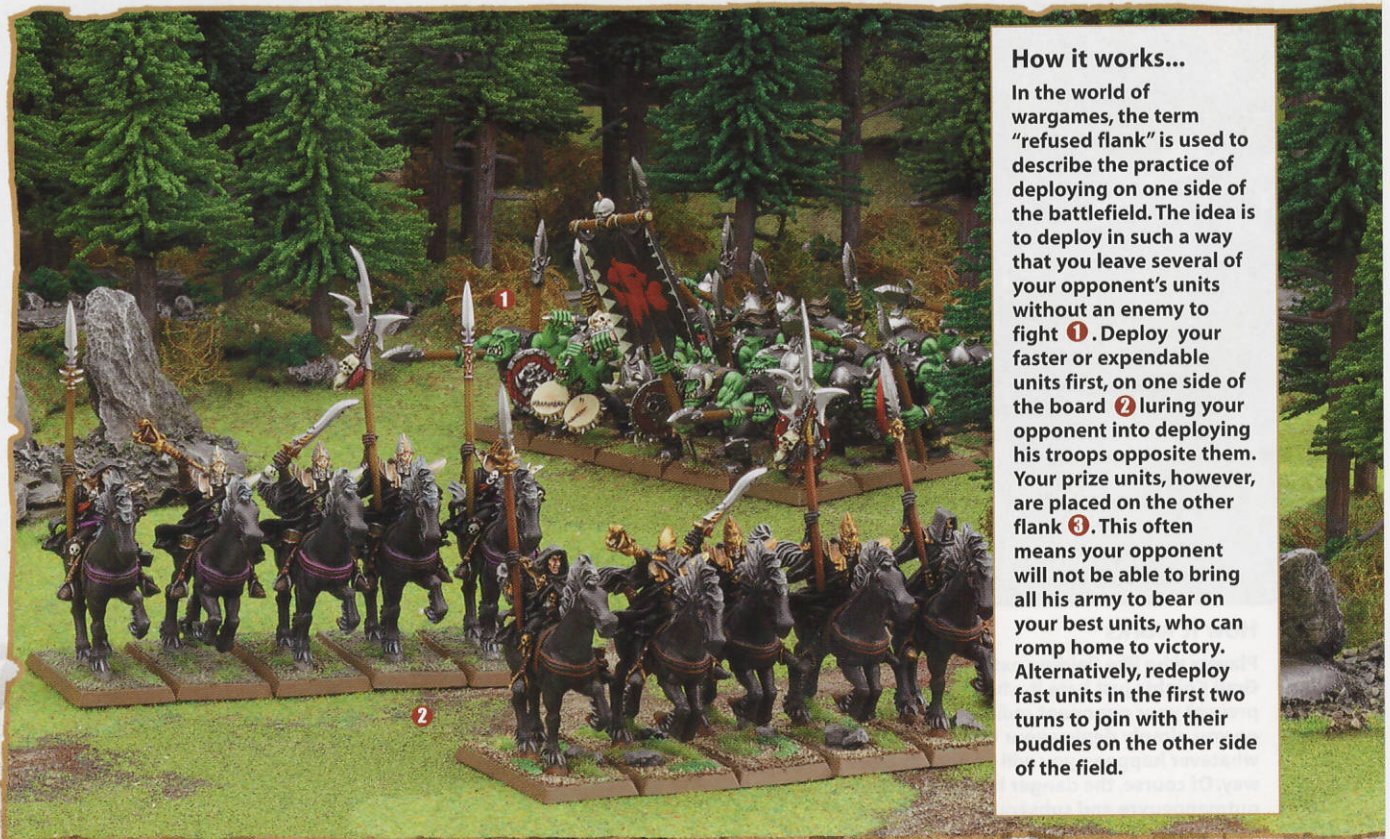 How it works...
In the world of
wargames, the term
"refused flank" is used to
describe the practice of
deploying on one side of
the battlefield. The idea is
to deploy in such a way
that you leave several of
your opponent's units
without an enemy to
fight 1. Deploy your
faster or expendable
units first, on one side of
the board 2 luring your
opponent into deploying
his troops opposite them.
Your prize units, however,
are placed on the other
flank 3. This often
means your opponent
will not be able to bring
all his army to bear on
your best units, who can
romp home to victory.
Alternatively, redeploy
fast units in the first two
turns to join with their
buddies on the other side
of the field.
1
2